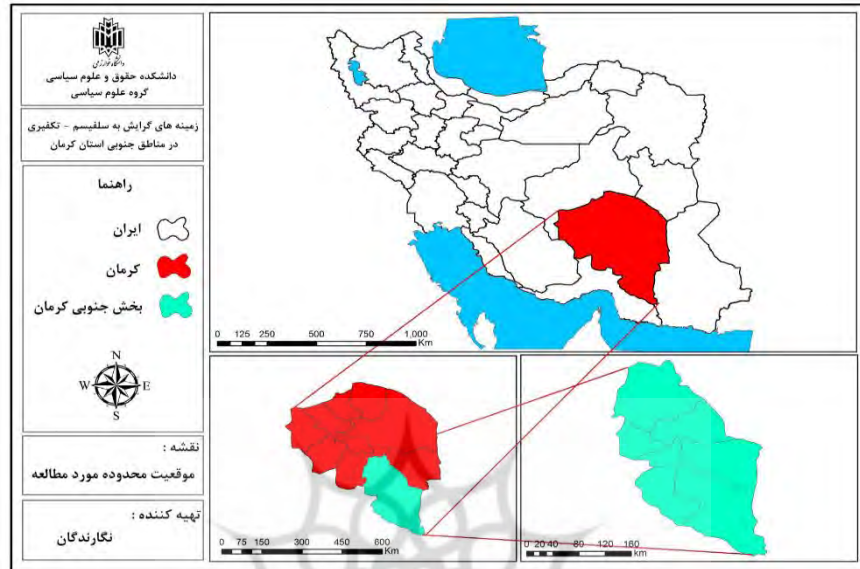 دانشگاه خوارزمی
دانشکده حقوق و علوم سیاسی
گروه علوم سیاسی
زمینه های گرایش به سلفیسم - تکفیری
در مناطق جنوبی استان کرمان
راهنما
ایران
کرمان
بخش جنوبی کرمان
N
W E
S
نقشه :
موقعیت محدوده مورد مطالعه
تهیه کننده :
نگارندگان
0 125 250 500 750 1,000
Km
0 75 150 300 450 600
Km
0 20 40 80 120 160
Km